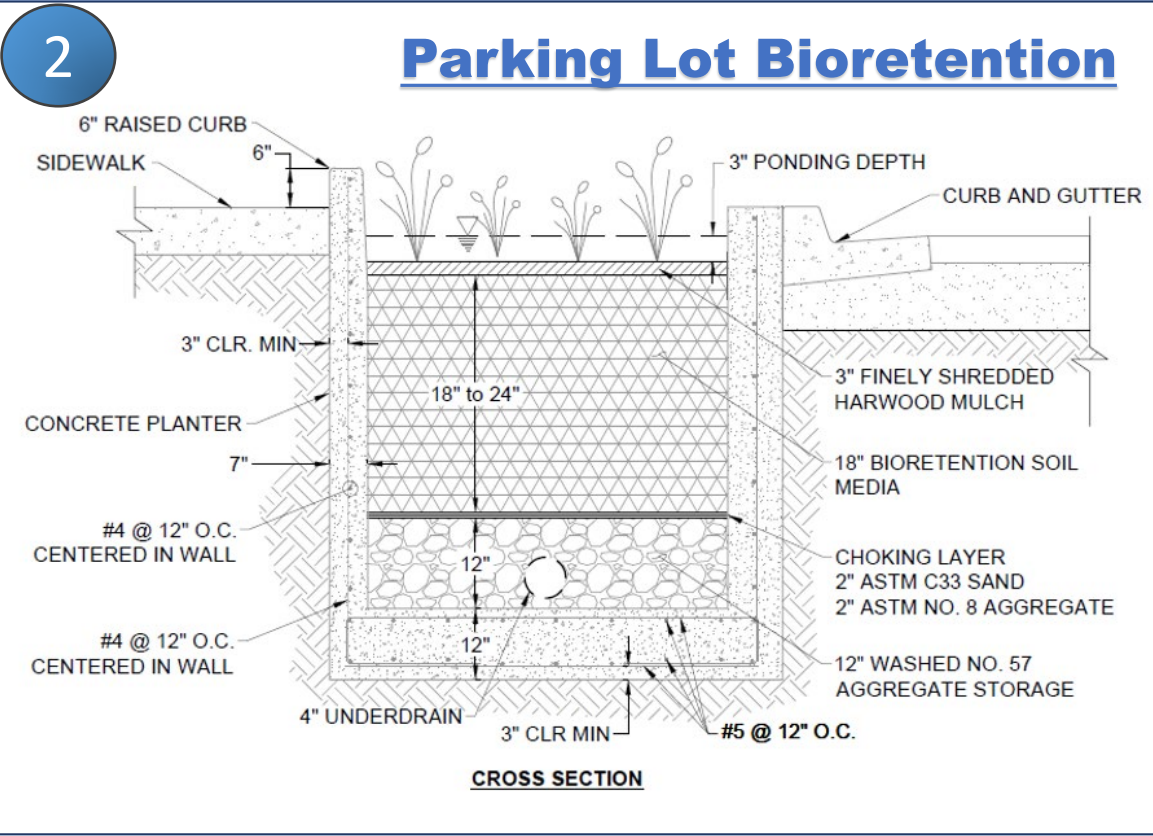 2
Parking Lot Bioretention
6" RAISED CURB
6"
SIDEWALK
3" PONDING DEPTH
CURB AND GUTTER
3" CLR. MIN
18" to 24"
3" FINELY SHREDDED
HARWOOD MULCH
CONCRETE PLANTER
7"
18" BIORETENTION SOIL
MEDIA
#4 @ 12" O.C.
CENTERED IN WALL
12"
CHOKING LAYER
2" ASTM C33 SAND
2" ASTM NO. 8 AGGREGATE
#4 @ 12" O.C.
CENTERED IN WALL
12"
12" WASHED NO. 57
AGGREGATE STORAGE
4" UNDERDRAIN
3" CLR MIN
#5 @ 12" O.C.
CROSS SECTION